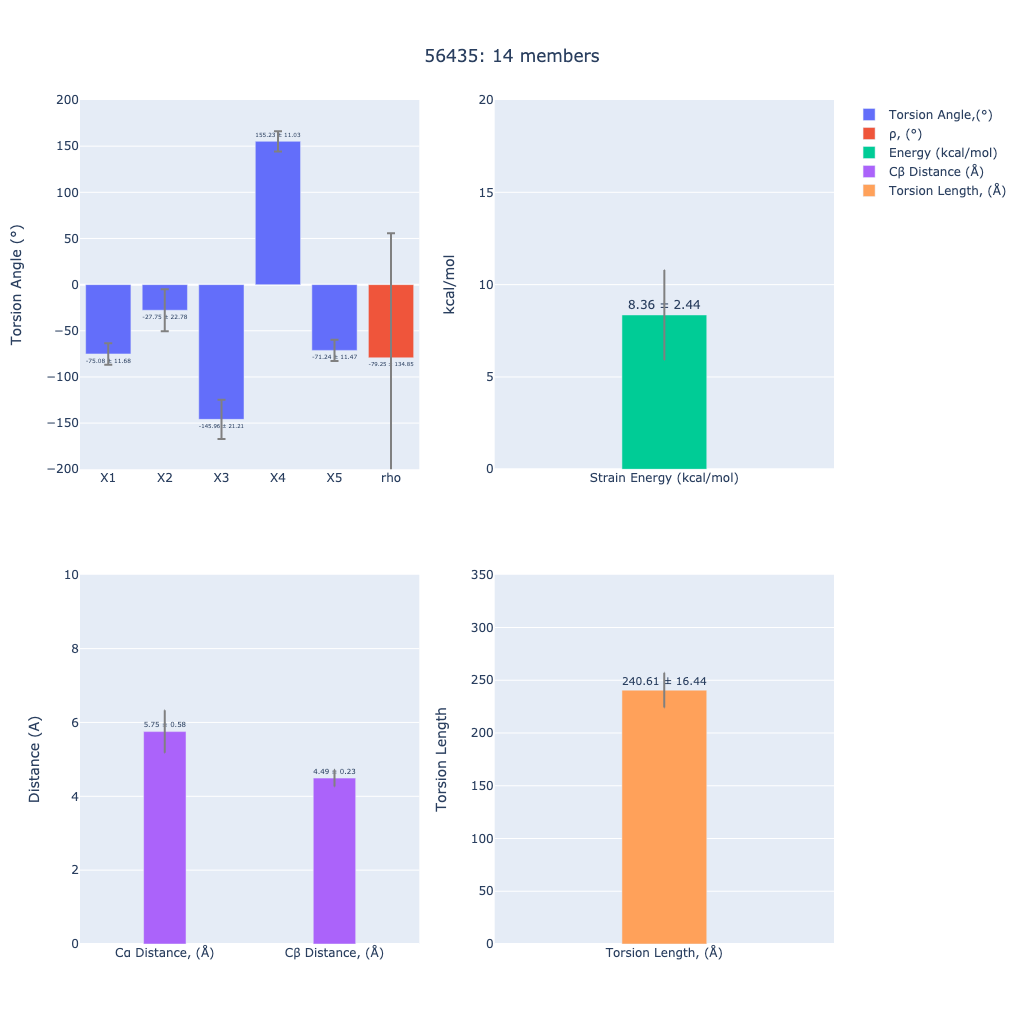 56435: 14 members
Torsion Angle (°)
200
150
100
50
0
−50
−100
−150
−200
-75.08 ± 11.68
-27.75 ± 22.78
-145.96 ± 21.21
155.23 ± 11.03
-71.24 ± 11.47
-79.25 ± 134.85
X1 X2 X3 X4 X5 rho
kcal/mol
20
15
10
5
0
8.36 ± 2.44
Strain Energy (kcal/mol)
Torsion Angle,(°)
ρ, (°)
Energy (kcal/mol)
Cβ Distance (Å)
Torsion Length, (Å)
Distance (A)
10
8
6
4
2
0
5.75 ± 0.58
4.49 ± 0.23
Cα Distance, (Å) Cβ Distance, (Å)
Torsion Length
350
300
250
200
150
100
50
0
240.61 ± 16.44
Torsion Length, (Å)